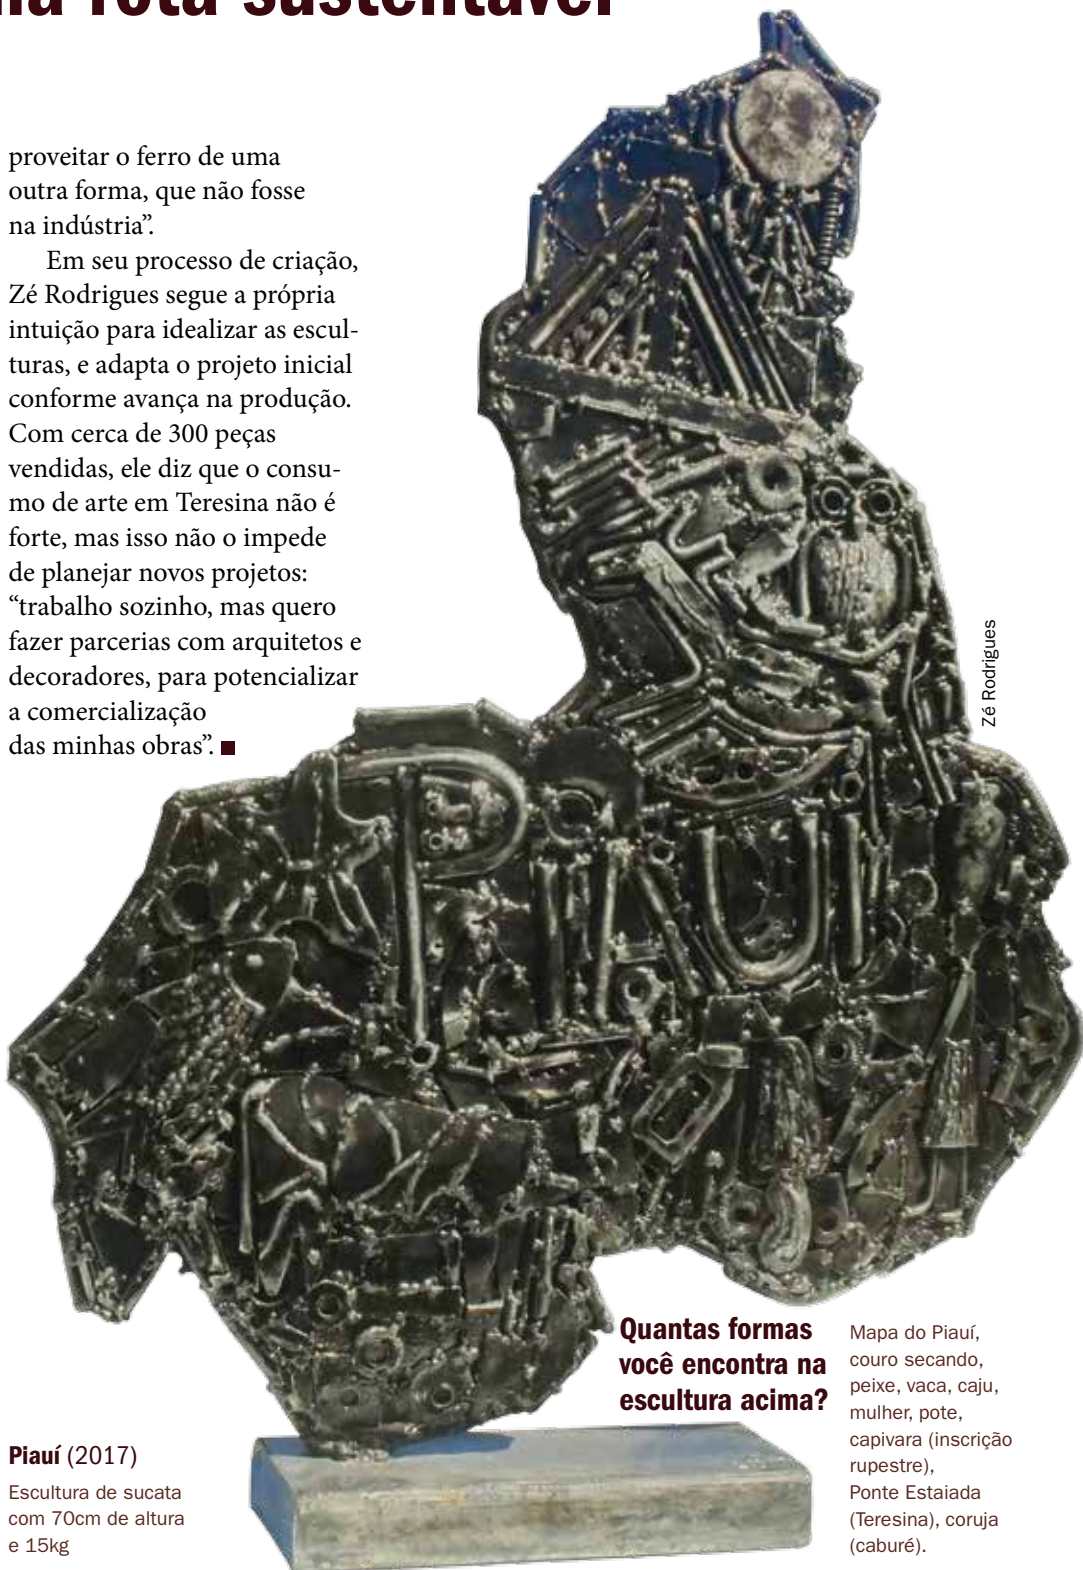 na rota sustentável
proveitar o ferro de uma
outra forma, que não fosse
na indústria”.
Em seu processo de criação,
Zé Rodrigues segue a própria
intuição para idealizar as escul-
turas, e adapta o projeto inicial
conforme avança na produção.
Com cerca de 300 peças
vendidas, ele diz que o consu-
mo de arte em Teresina não é
forte, mas isso não o impede
de planejar novos projetos:
“trabalho sozinho, mas quero
fazer parcerias com arquitetos e
decoradores, para potencializar
a comercialização
das minhas obras”. ■
Zé Rodrigues
PIAUÍ
Quantas formas
você encontra na
escultura acima?
Mapa do Piauí,
couro secando,
peixe, vaca, caju,
mulher, pote,
capivara (inscrição
rupestre),
Ponte Estaiada
(Teresina), coruja
(caburé).
Piauí (2017)
Escultura de sucata
com 70cm de altura
e 15kg